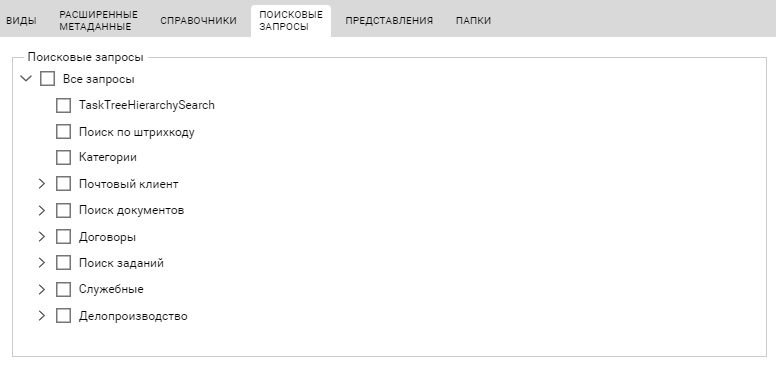 ВИДЫ
РАСШИРЕННЫЕ
МЕТАДАННЫЕ
СПРАВОЧНИКИ
ПОИСКОВЫЕ
ЗАПРОСЫ
ПРЕДСТАВЛЕНИЯ
ПАПКИ
Поисковые запросы
Все запросы
TaskTreeHierarchySearch
Поиск по штрихкоду
Категории
Почтовый клиент
Поиск документов
Договоры
Поиск заданий
Служебные
Делопроизводство